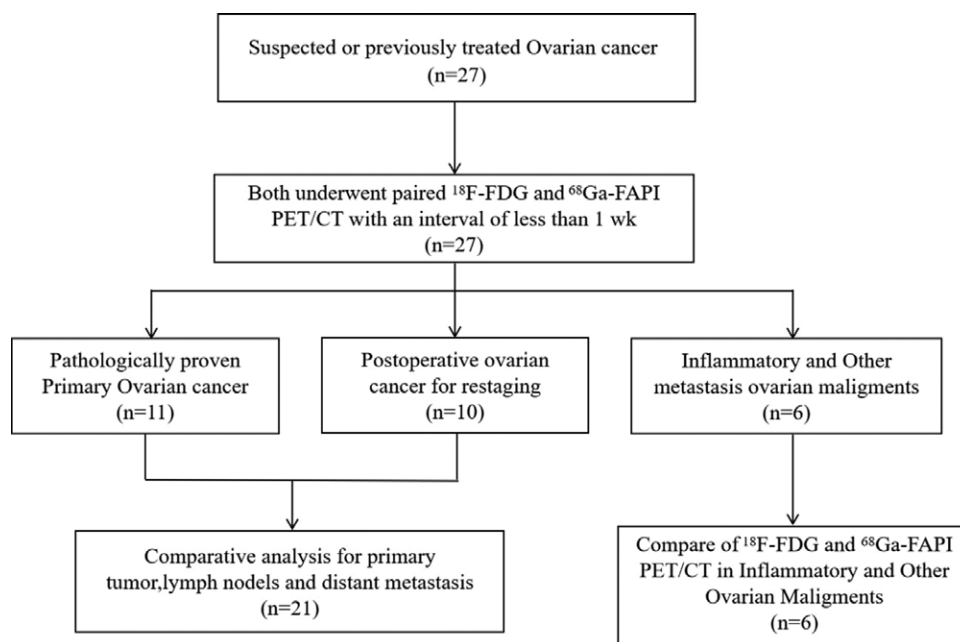 Suspected or previously treated Ovarian cancer
(n=27)
Both underwent paired ¹⁸F-FDG and ⁶⁸Ga-FAPI
PET/CT with an interval of less than 1 wk
(n=27)
Pathologically proven
Primary Ovarian cancer
(n=11)
Postoperative ovarian
cancer for restaging
(n=10)
Inflammatory and Other
metastasis ovarian maligments
(n=6)
Comparative analysis for primary
tumor,lymph nodels and distant metastasis
(n=21)
Compare of ¹⁸F-FDG and ⁶⁸Ga-FAPI
PET/CT in Inflammatory and Other
Ovarian Maligments
(n=6)